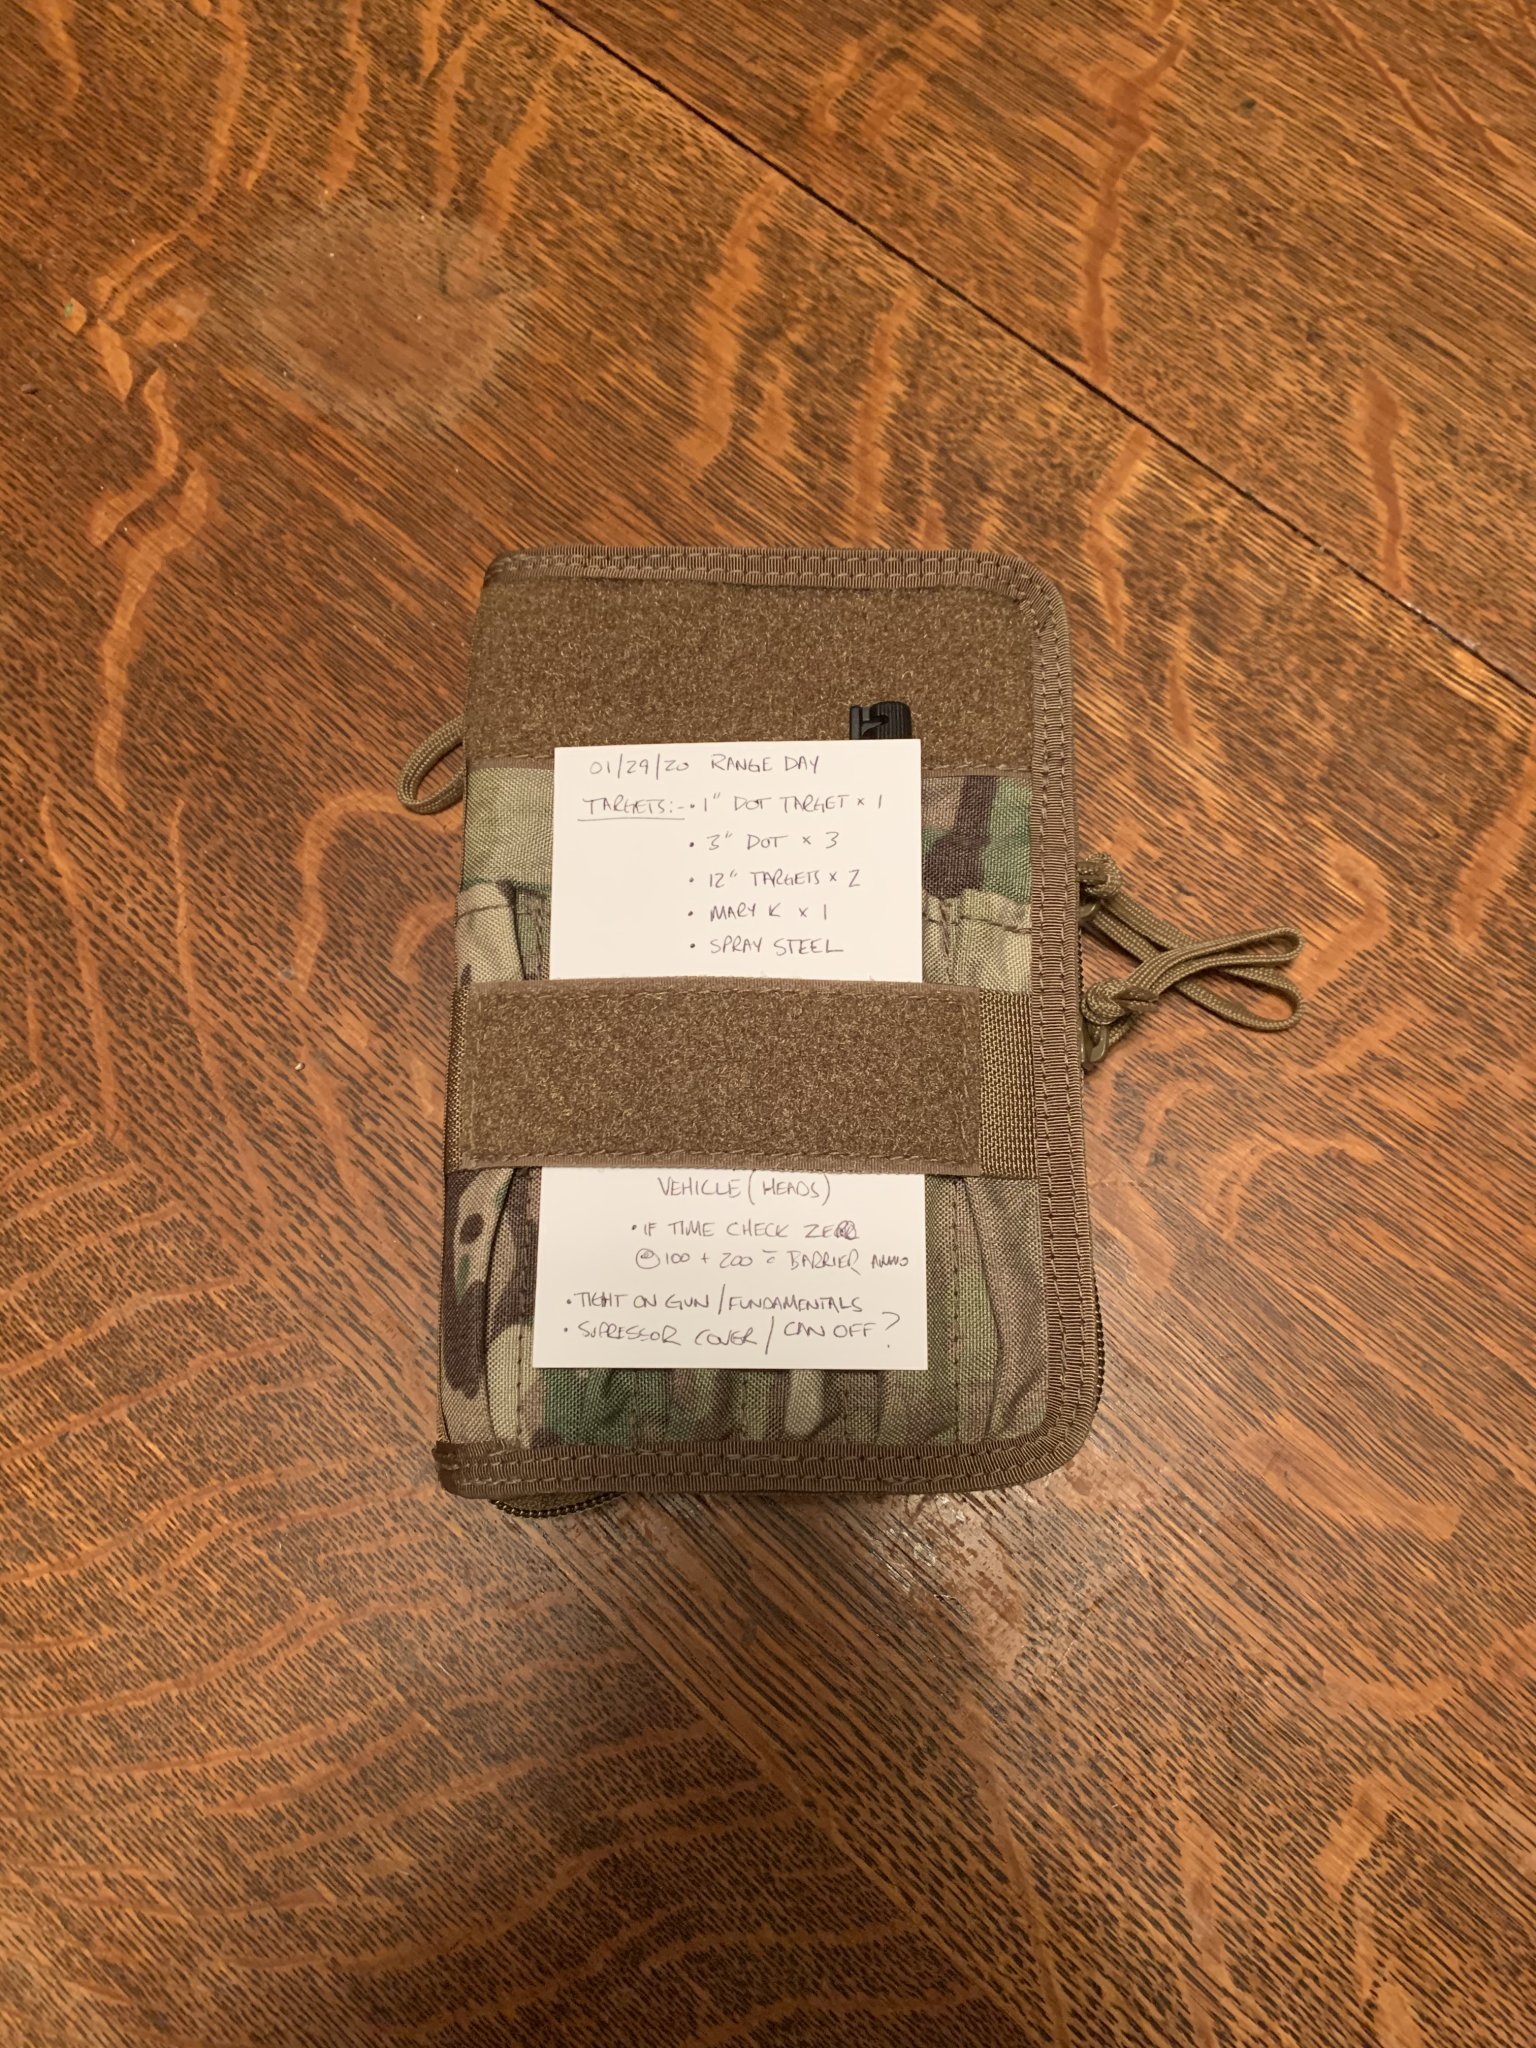 01/29/20 RANGE DAY
TARGETS:- • 1" DOT TARGET × 1
• 3" DOT × 3
• 12" TARGETS × 2
• MARY K × 1
• SPRAY STEEL
VEHICLE (HEADS)
• IF TIME CHECK ZERO
@ 100 + 200 c̄ BARRIER AMMO
• TIGHT ON GUN / FUNDAMENTALS
• SUPRESSOR COVER / CAN OFF?